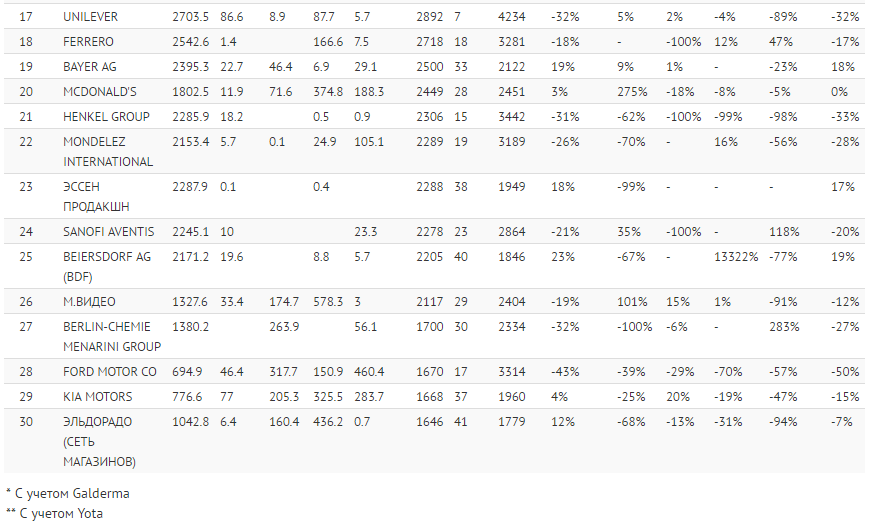 17 UNILEVER 2703.5 86.6 8.9 87.7 5.7 2892 7 4234 -32% 5% 2% -4% -89% -32%
18 FERRERO 2542.6 1.4 166.6 7.5 2718 18 3281 -18% - -100% 12% 47% -17%
19 BAYER AG 2395.3 22.7 46.4 6.9 29.1 2500 33 2122 19% 9% 1% - -23% 18%
20 MCDONALD'S 1802.5 11.9 71.6 374.8 188.3 2449 28 2451 3% 275% -18% -8% -5% 0%
21 HENKEL GROUP 2285.9 18.2 0.5 0.9 2306 15 3442 -31% -62% -100% -99% -98% -33%
22 MONDELEZ 2153.4 5.7 0.1 24.9 105.1 2289 19 3189 -26% -70% - 16% -56% -28%
INTERNATIONAL
23 ЭССЕН 2287.9 0.1 0.4 2288 38 1949 18% -99% - - - 17%
ПРОДАКШН
24 SANOFI AVENTIS 2245.1 10 23.3 2278 23 2864 -21% 35% -100% - 118% -20%
25 BEIERSDORF AG 2171.2 19.6 8.8 5.7 2205 40 1846 23% -67% - 13322% -77% 19%
(BDF)
26 М.ВИДЕО 1327.6 33.4 174.7 578.3 3 2117 29 2404 -19% 101% 15% 1% -91% -12%
27 BERLIN-CHEMIE 1380.2 263.9 56.1 1700 30 2334 -32% -100% -6% - 283% -27%
MENARINI GROUP
28 FORD MOTOR CO 694.9 46.4 317.7 150.9 460.4 1670 17 3314 -43% -39% -29% -70% -57% -50%
29 KIA MOTORS 776.6 77 205.3 325.5 283.7 1668 37 1960 4% -25% 20% -19% -47% -15%
30 ЭЛЬДОРАДО 1042.8 6.4 160.4 436.2 0.7 1646 41 1779 12% -68% -13% -31% -94% -7%
(СЕТЬ
МАГАЗИНОВ)
* С учетом Galderma
** С учетом Yota